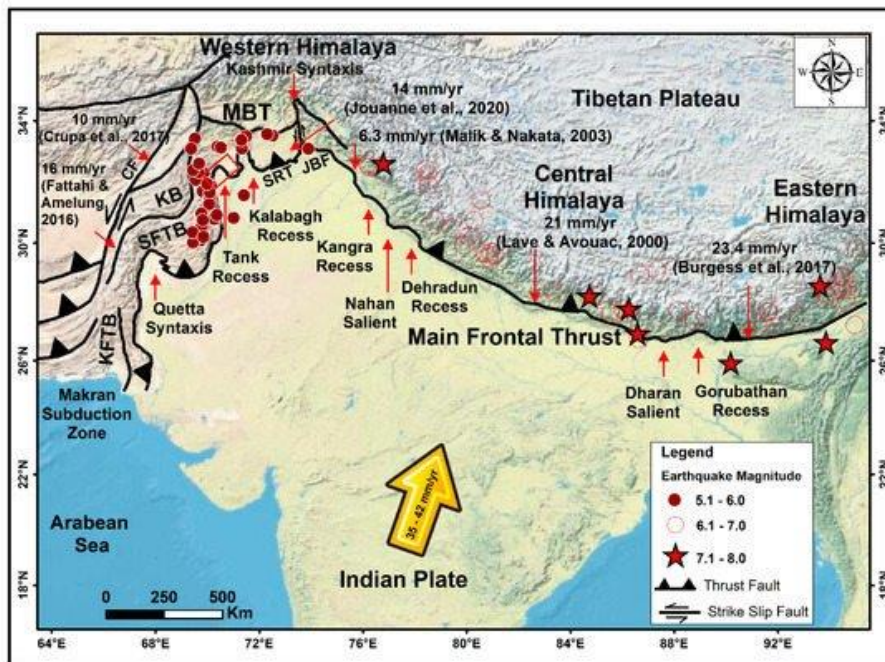 Western Himalaya
Kashmir Syntaxis
MBT
14 mm/yr
(Jouanne et al., 2020)
Tibetan Plateau
N
W
E
S
34°N
34°N
10 mm/yr
(Crupa et al., 2017)
6.3 mm/yr (Malik & Nakata, 2003)
16 mm/yr
(Fattahi &
Amelung
2016)
CF
KB
SRT
JBF
Central
Himalaya
21 mm/yr
(Lave & Avouac, 2000)
Eastern
Himalaya
23.4 mm/yr
(Burgess et al., 2017)
30°N
30°N
SFTB
Kalabagh
Recess
Tank
Recess
Kangra
Recess
Nahan
Salient
Dehradun
Recess
Quetta
Syntaxis
Main Frontal Thrust
KFTB
26°N
26°N
Makran
Subduction
Zone
Dharan
Salient
Gorubathan
Recess
22°N
22°N
Arabean
Sea
35 - 42 mm/yr
Indian Plate
18°N
18°N
0 250 500
Km
Legend
Earthquake Magnitude
5.1 - 6.0
6.1 - 7.0
7.1 - 8.0
Thrust Fault
Strike Slip Fault
64°E 68°E 72°E 76°E 80°E 84°E 88°E 92°E